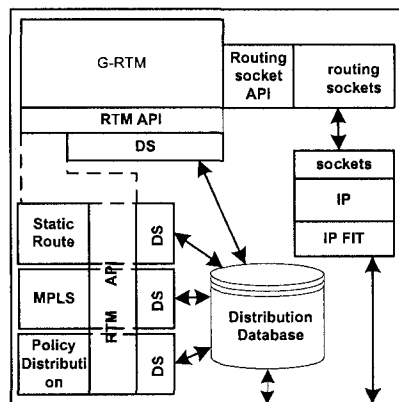 G-RTM
Routing
socket
API
routing
sockets
RTM API
DS
sockets
IP
IP FIT
Static
Route
DS
MPLS
DS
Policy
Distributi
on
DS
RTM API
Distribution
Database